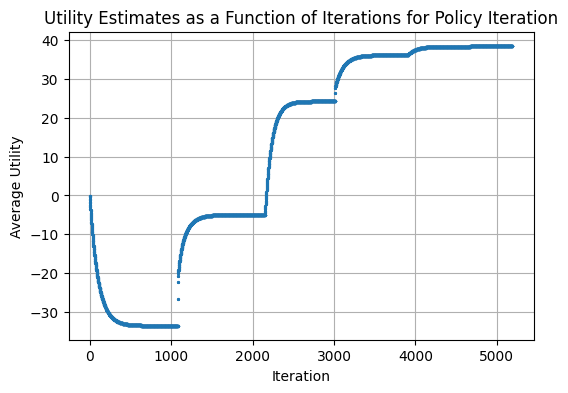 Utility Estimates as a Function of Iterations for Policy Iteration
40
30
20
10
0
−10
−20
−30
Average Utility
0 1000 2000 3000 4000 5000
Iteration